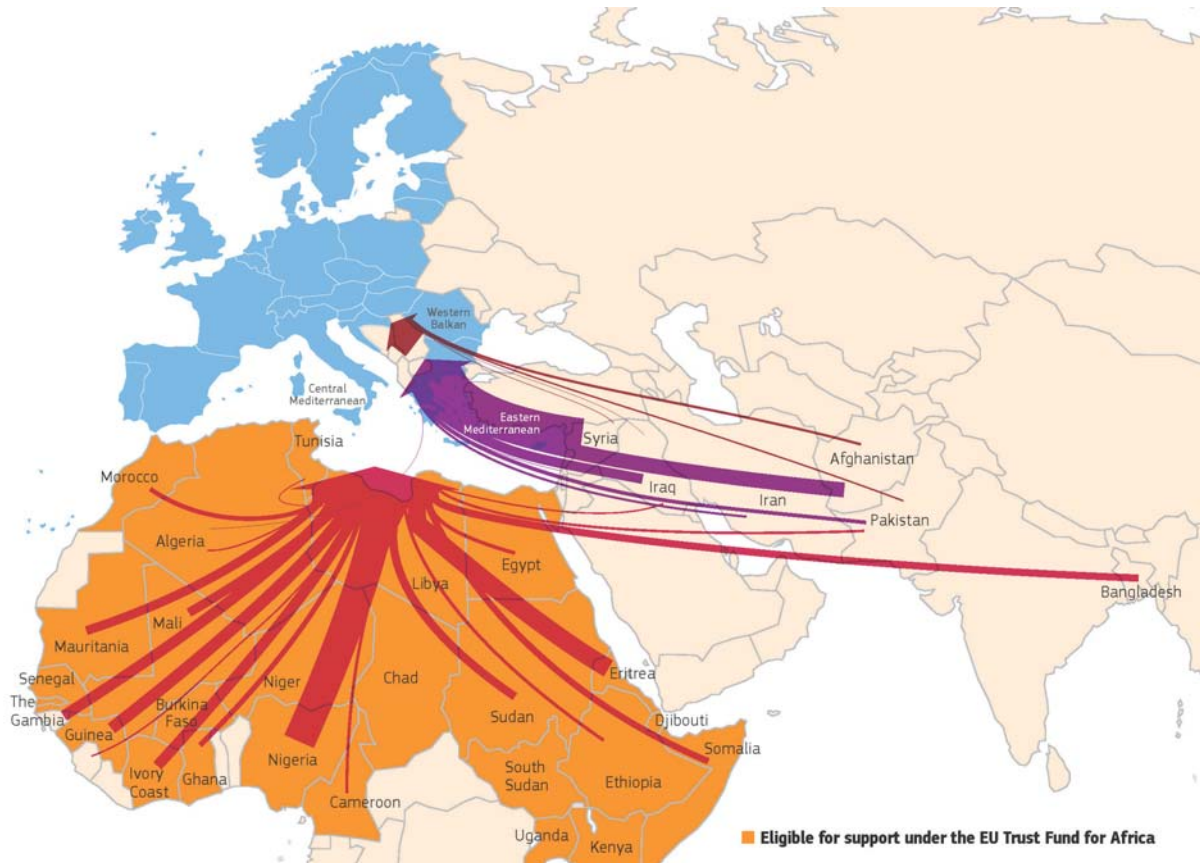 Western
Balkan
Central
Mediterranean
Eastern
Mediterranean
Tunisia
Syria
Morocco
Afghanistan
Iraq
Iran
Pakistan
Algeria
Egypt
Libya
Bangladesh
Mali
Mauritania
Eritrea
Senegal
Niger
Chad
The
Gambia
Burkina
Faso
Sudan
Djibouti
Guinea
Somalia
Nigeria
Ivory
Coast
Ghana
South
Sudan
Ethiopia
Cameroon
Uganda
Kenya
Eligible for support under the EU Trust Fund for Africa